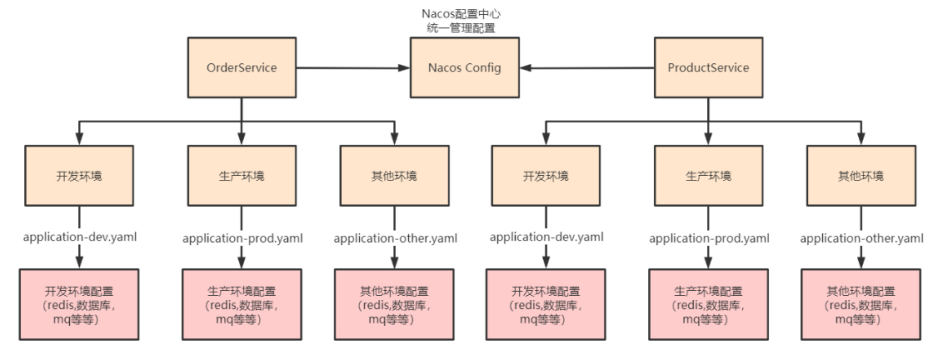 Nacos配置中心
统一管理配置
OrderService
Nacos Config
ProductService
开发环境
生产环境
其他环境
开发环境
生产环境
其他环境
application-dev.yaml
application-prod.yaml
application-other.yaml
application-dev.yaml
application-prod.yaml
application-other.yaml
开发环境配置
（redis,数据库，
mq等等）
生产环境配置
（redis,数据库，
mq等等）
其他环境配置
（redis,数据库，
mq等等）
开发环境配置
（redis,数据库，
mq等等）
生产环境配置
（redis,数据库，
mq等等）
其他环境配置
（redis,数据库，
mq等等）